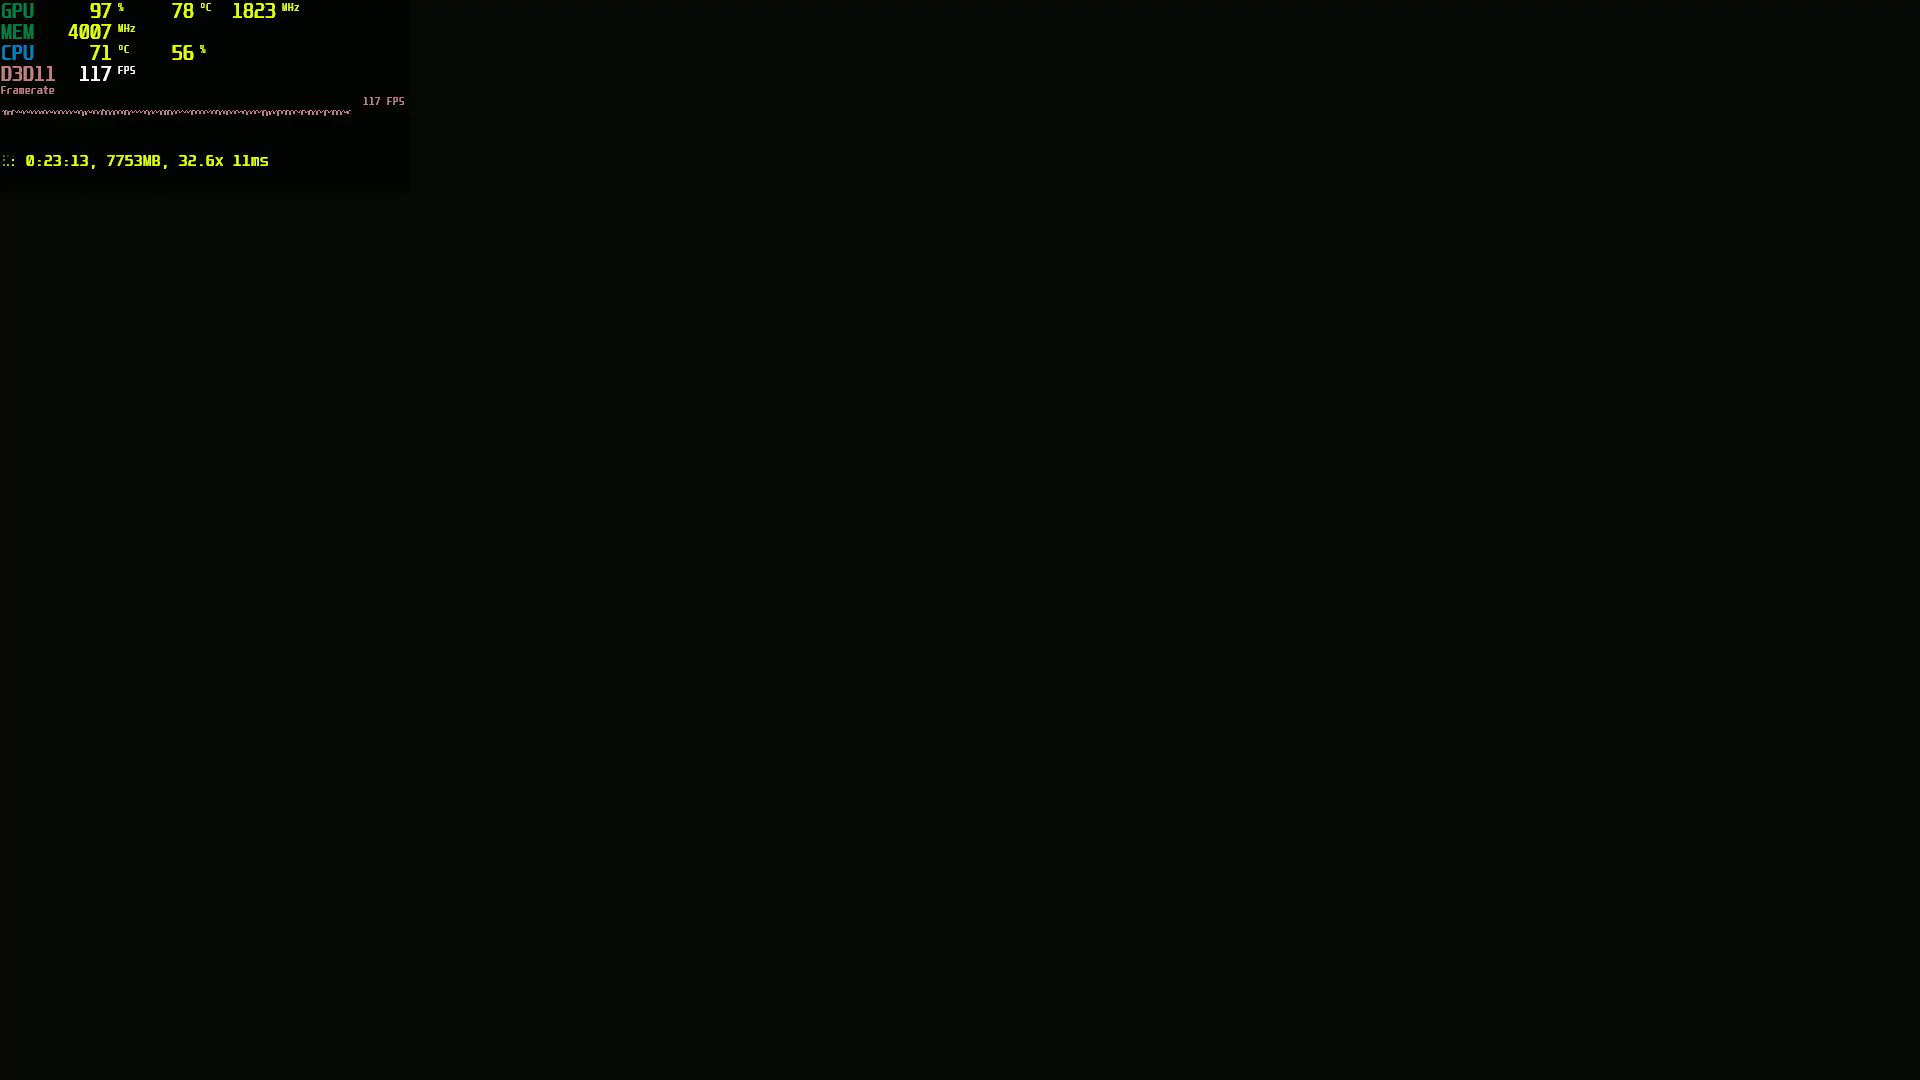 GPU 97 % 78 °C 1823 MHz
MEM 4007 MHz
CPU 71 °C 56 %
D3D11 117 FPS
Framerate
117 FPS
0:23:13, 7753MB, 32.6x 11ms